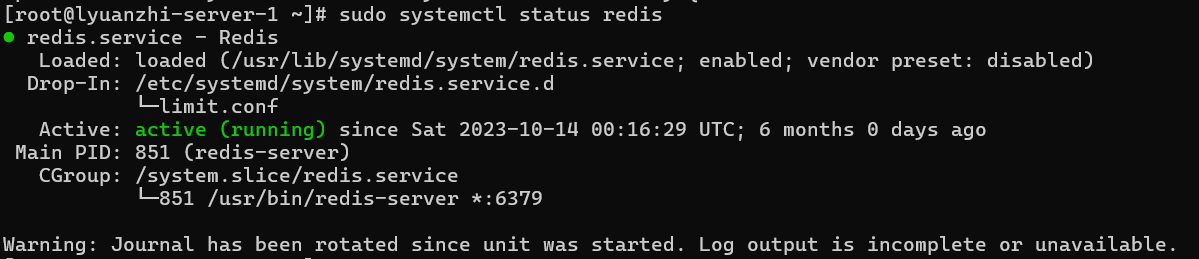 [root@lyuanzhi-server-1 ~]# sudo systemctl status redis
● redis.service - Redis
   Loaded: loaded (/usr/lib/systemd/system/redis.service; enabled; vendor preset: disabled)
  Drop-In: /etc/systemd/system/redis.service.d
           └─limit.conf
   Active: active (running) since Sat 2023-10-14 00:16:29 UTC; 6 months 0 days ago
 Main PID: 851 (redis-server)
   CGroup: /system.slice/redis.service
           └─851 /usr/bin/redis-server *:6379

Warning: Journal has been rotated since unit was started. Log output is incomplete or unavailable.